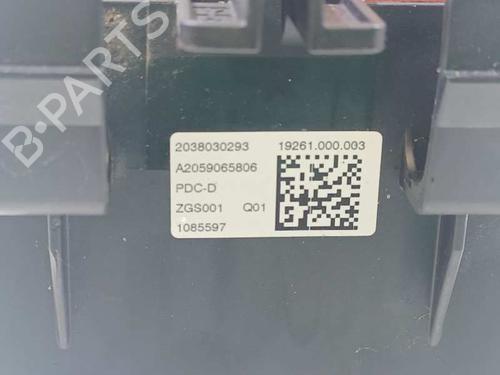 B-PARTS
2038030293 19261.000.003
A2059065806
PDC-D
ZGS001 Q01
1085597